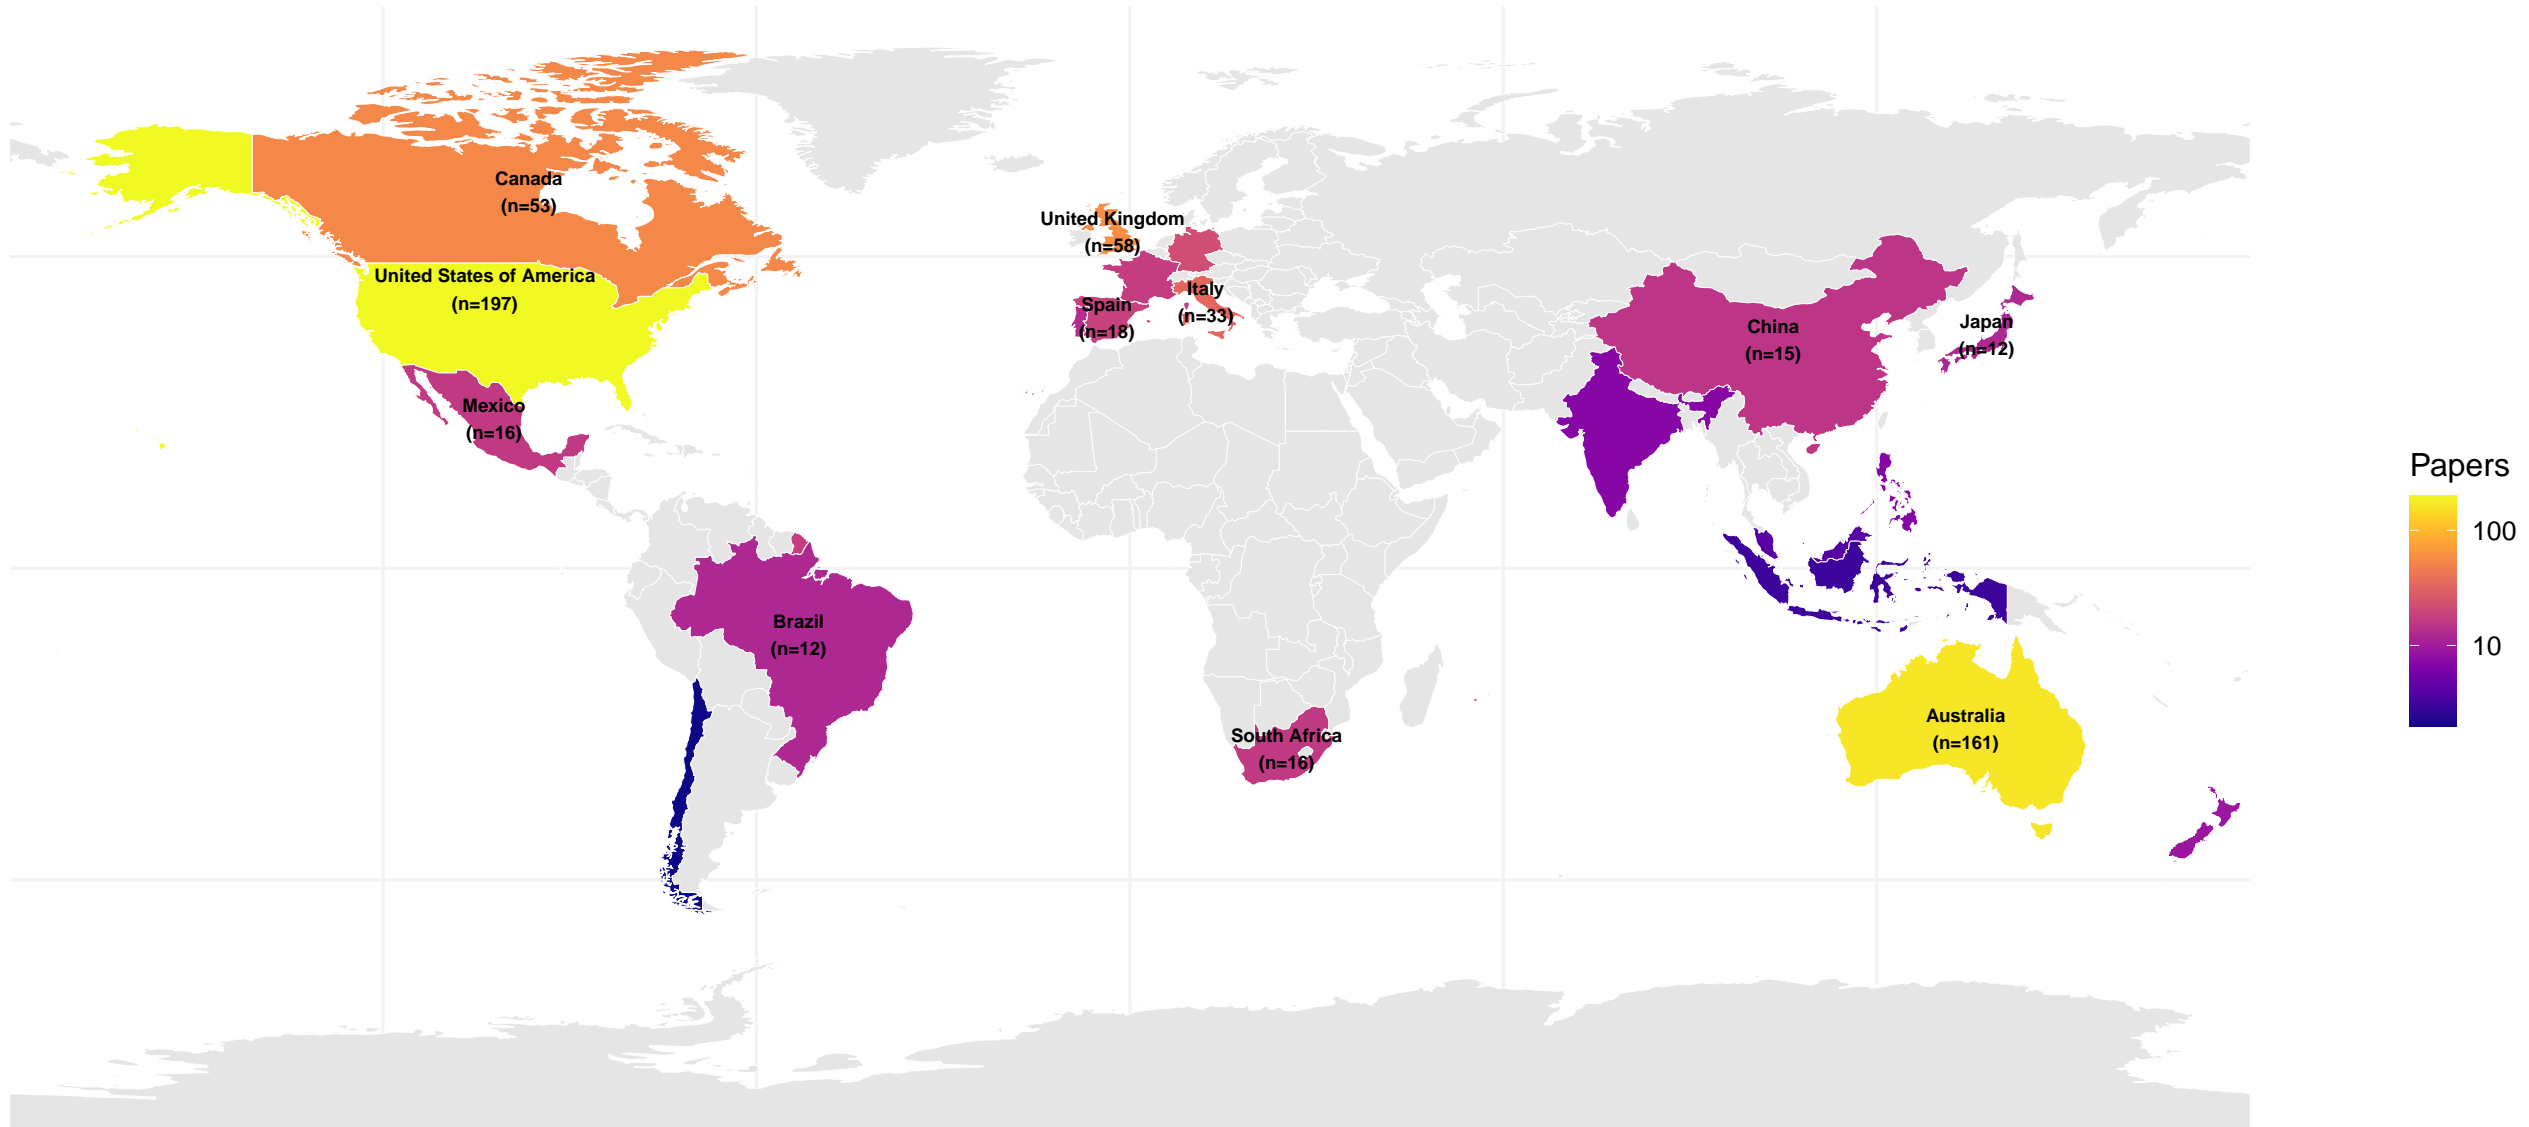 Canada
(n=53)
United Kingdom
(n=58)
United States of America
(n=197)
Italy
(n=33)
Spain
(n=18)
China
(n=15)
Japan
(n=12)
Mexico
(n=16)
Brazil
(n=12)
South Africa
(n=16)
Australia
(n=161)
Papers
100
10